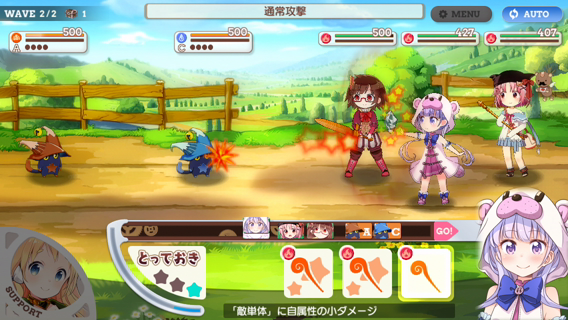 WAVE 2/2 1
通常攻撃
MENU
AUTO
500
A
500
C
500
427
407
A C GO!
とっておき
SUPPORT
「敵単体」に自属性の小ダメージ